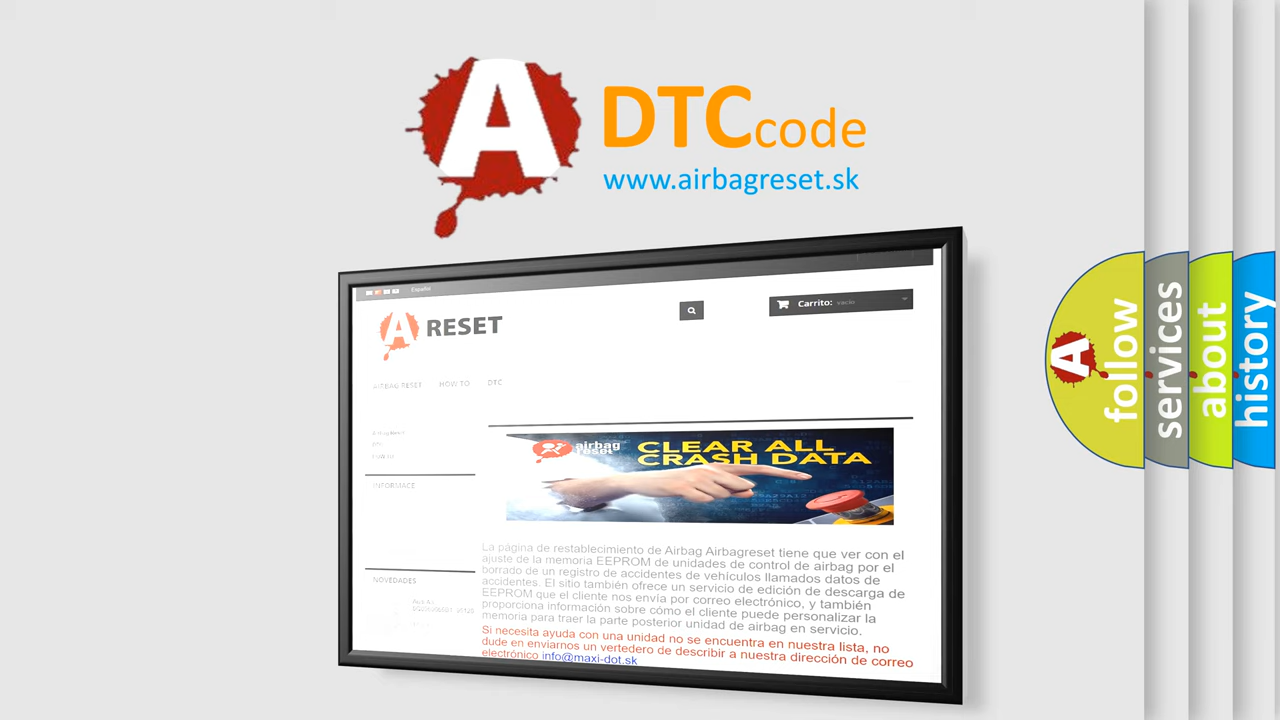 A DTCcode
www.airbagreset.sk
Español
A RESET
Carrito: vacío
AIRBAG RESET HOW TO DTC
INFORMACE
NOVEDADES
airbag
reset
CLEAR ALL
CRASH DATA
La página de restablecimiento de Airbag Airbagreset tiene que ver con el
ajuste de la memoria EEPROM de unidades de control de airbag por el
borrado de un registro de accidentes de vehículos llamados datos de
accidentes. El sitio también ofrece un servicio de edición de descarga de
EEPROM que el cliente nos envía por correo electrónico, y también
proporciona información sobre cómo el cliente puede personalizar la
memoria para traer la parte posterior unidad de airbag en servicio.
Si necesita ayuda con una unidad no se encuentra en nuestra lista, no
dude en enviarnos un vertedero de describir a nuestra dirección de correo
electrónico info@maxi-dot.sk
A follow
services
about
history